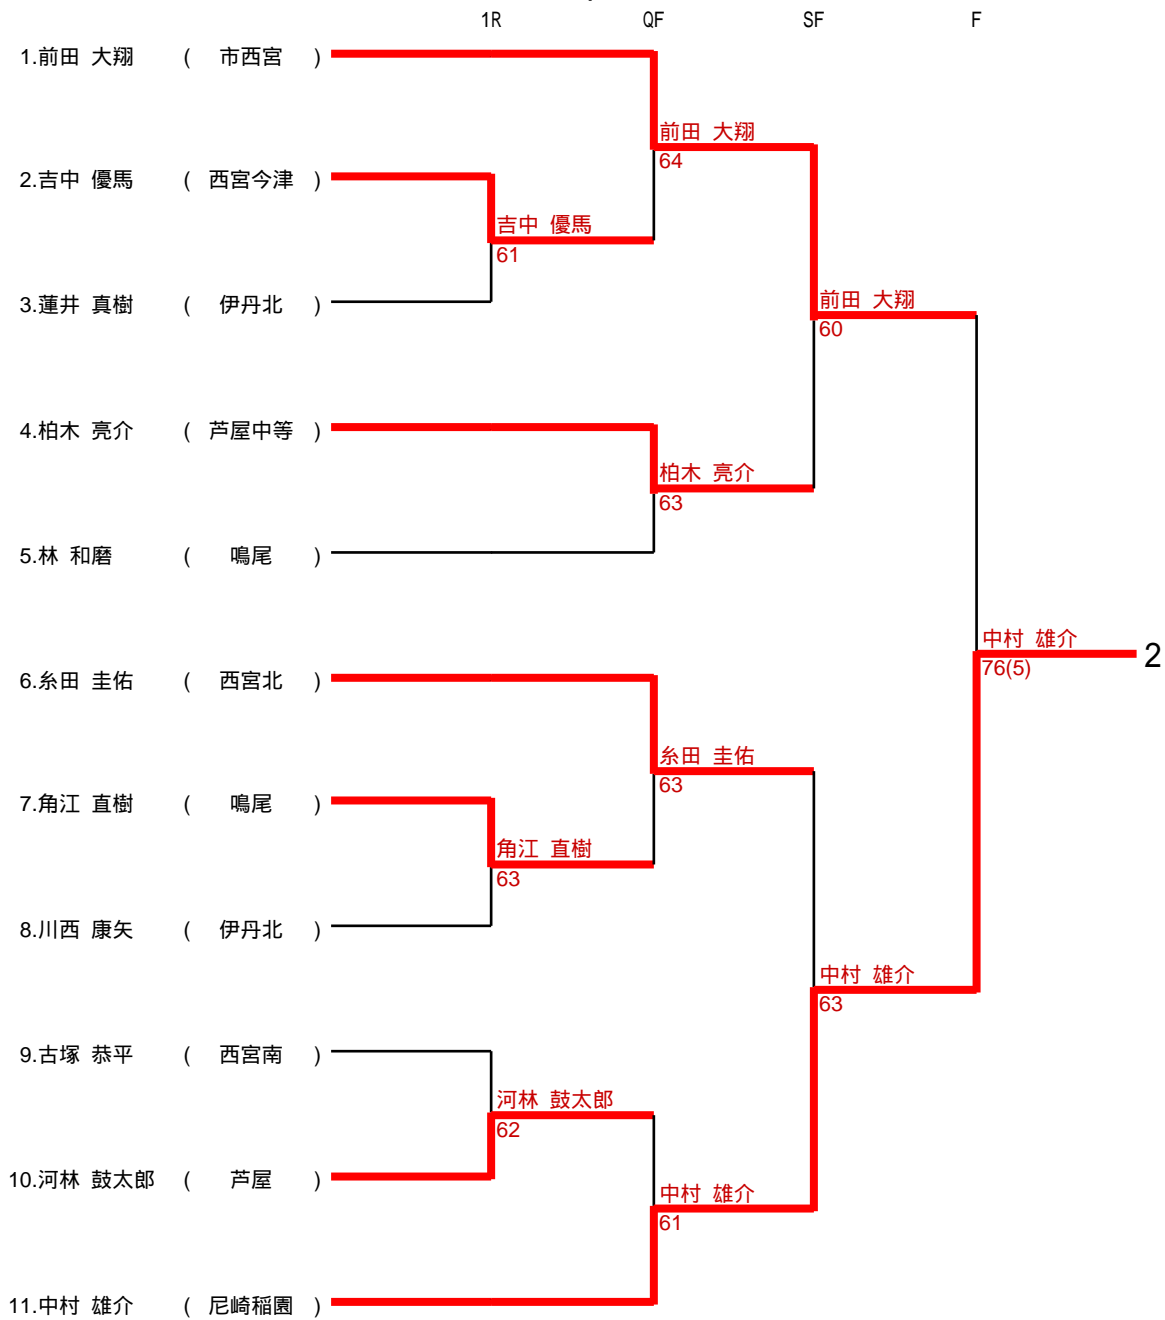 1R QF SF F
1.前田 大翔 ( 市西宮 )
前田 大翔
64
2.吉中 優馬 ( 西宮今津 )
吉中 優馬
61
3.蓮井 真樹 ( 伊丹北 )
前田 大翔
60
4.柏木 亮介 ( 芦屋中等 )
柏木 亮介
63
5.林 和磨 ( 鳴尾 )
中村 雄介
76(5)
2
6.糸田 圭佑 ( 西宮北 )
糸田 圭佑
63
7.角江 直樹 ( 鳴尾 )
角江 直樹
63
8.川西 康矢 ( 伊丹北 )
中村 雄介
63
9.古塚 恭平 ( 西宮南 )
河林 鼓太郎
62
10.河林 鼓太郎 ( 芦屋 )
中村 雄介
61
11.中村 雄介 ( 尼崎稲園 )